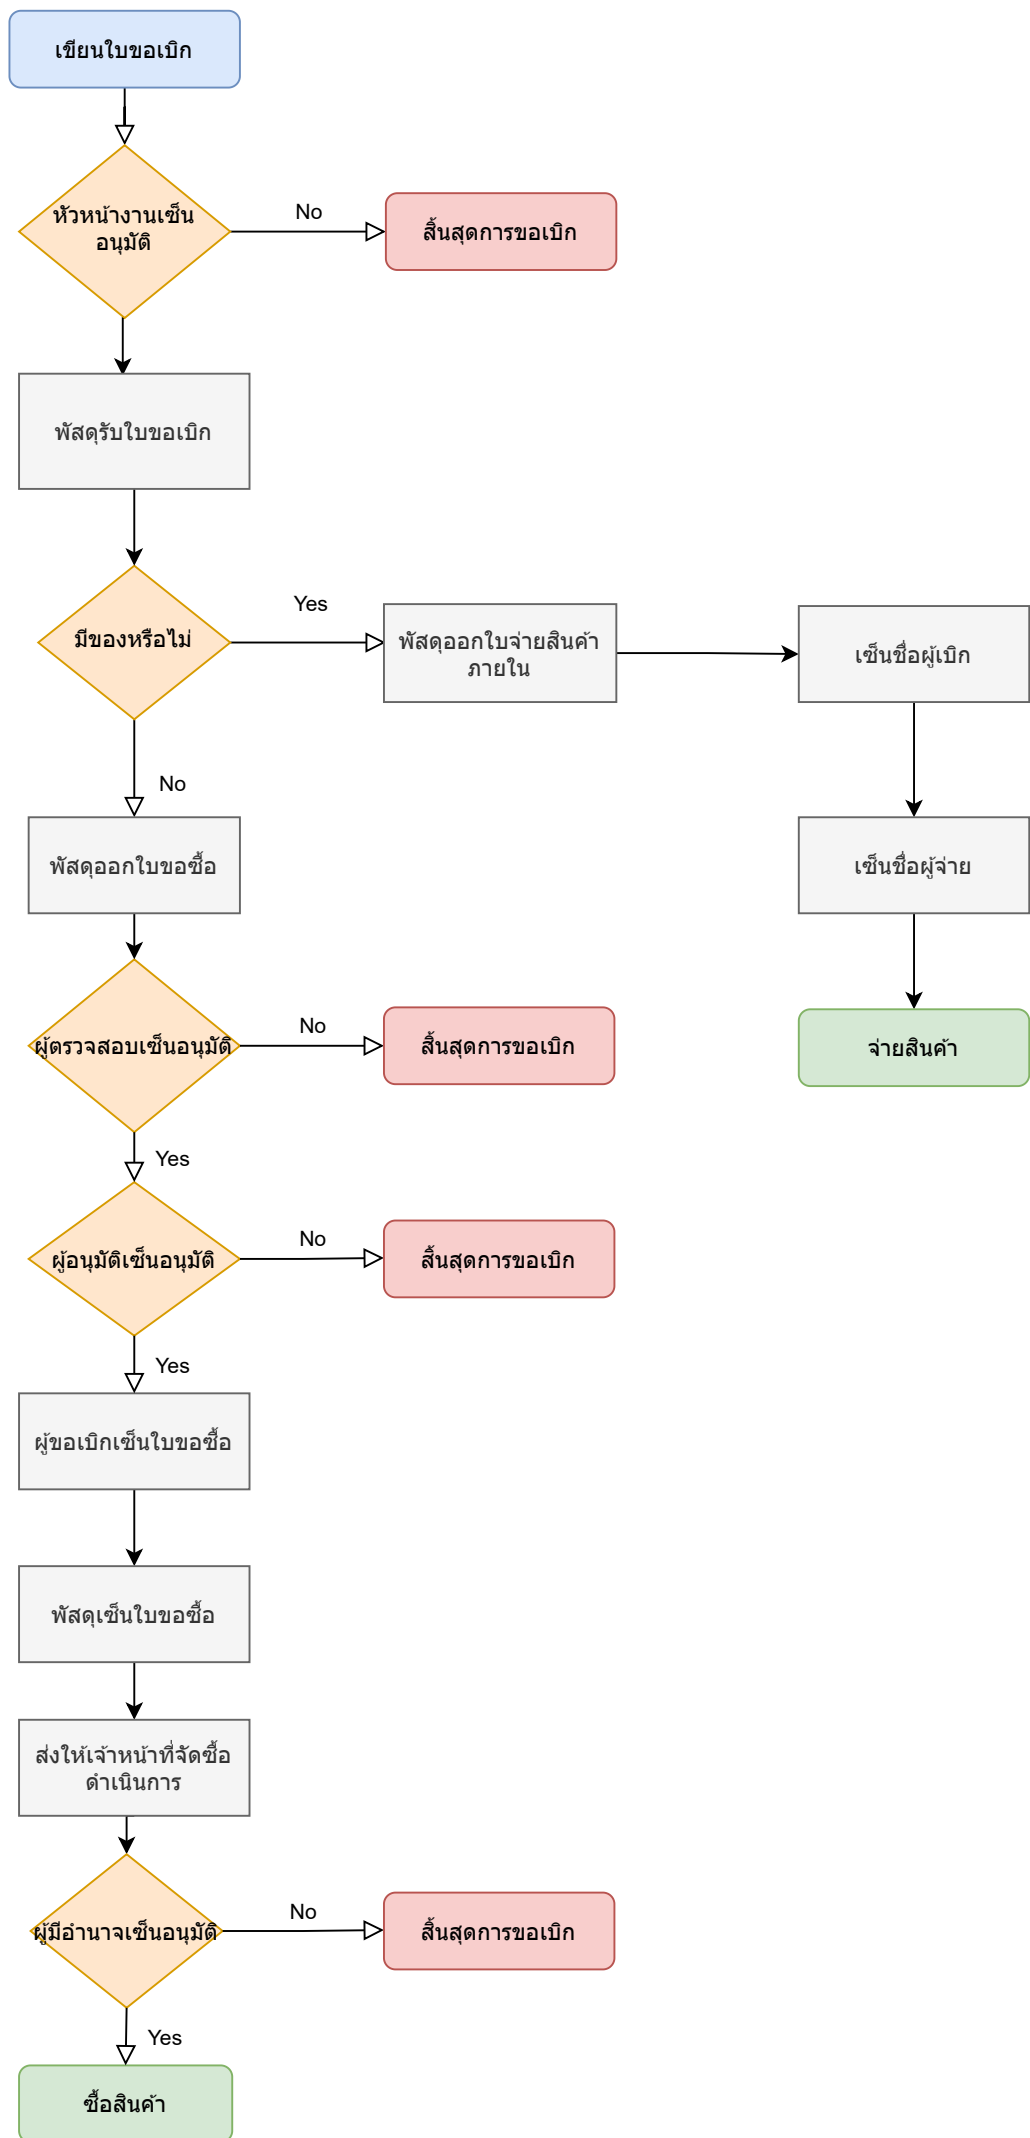 เขียนใบขอเบิก
หัวหน้างานเซ็น
อนุมัติ
No
สิ้นสุดการขอเบิก
พัสดุรับใบขอเบิก
มีของหรือไม่
Yes
พัสดุออกใบจ่ายสินค้า
ภายใน
เซ็นชื่อผู้เบิก
No
พัสดุออกใบขอซื้อ
เซ็นชื่อผู้จ่าย
ผู้ตรวจสอบเซ็นอนุมัติ
No
สิ้นสุดการขอเบิก
จ่ายสินค้า
Yes
ผู้อนุมัติเซ็นอนุมัติ
No
สิ้นสุดการขอเบิก
Yes
ผู้ขอเบิกเซ็นใบขอซื้อ
พัสดุเซ็นใบขอซื้อ
ส่งให้เจ้าหน้าที่จัดซื้อ
ดำเนินการ
ผู้มีอำนาจเซ็นอนุมัติ
No
สิ้นสุดการขอเบิก
Yes
ซื้อสินค้า